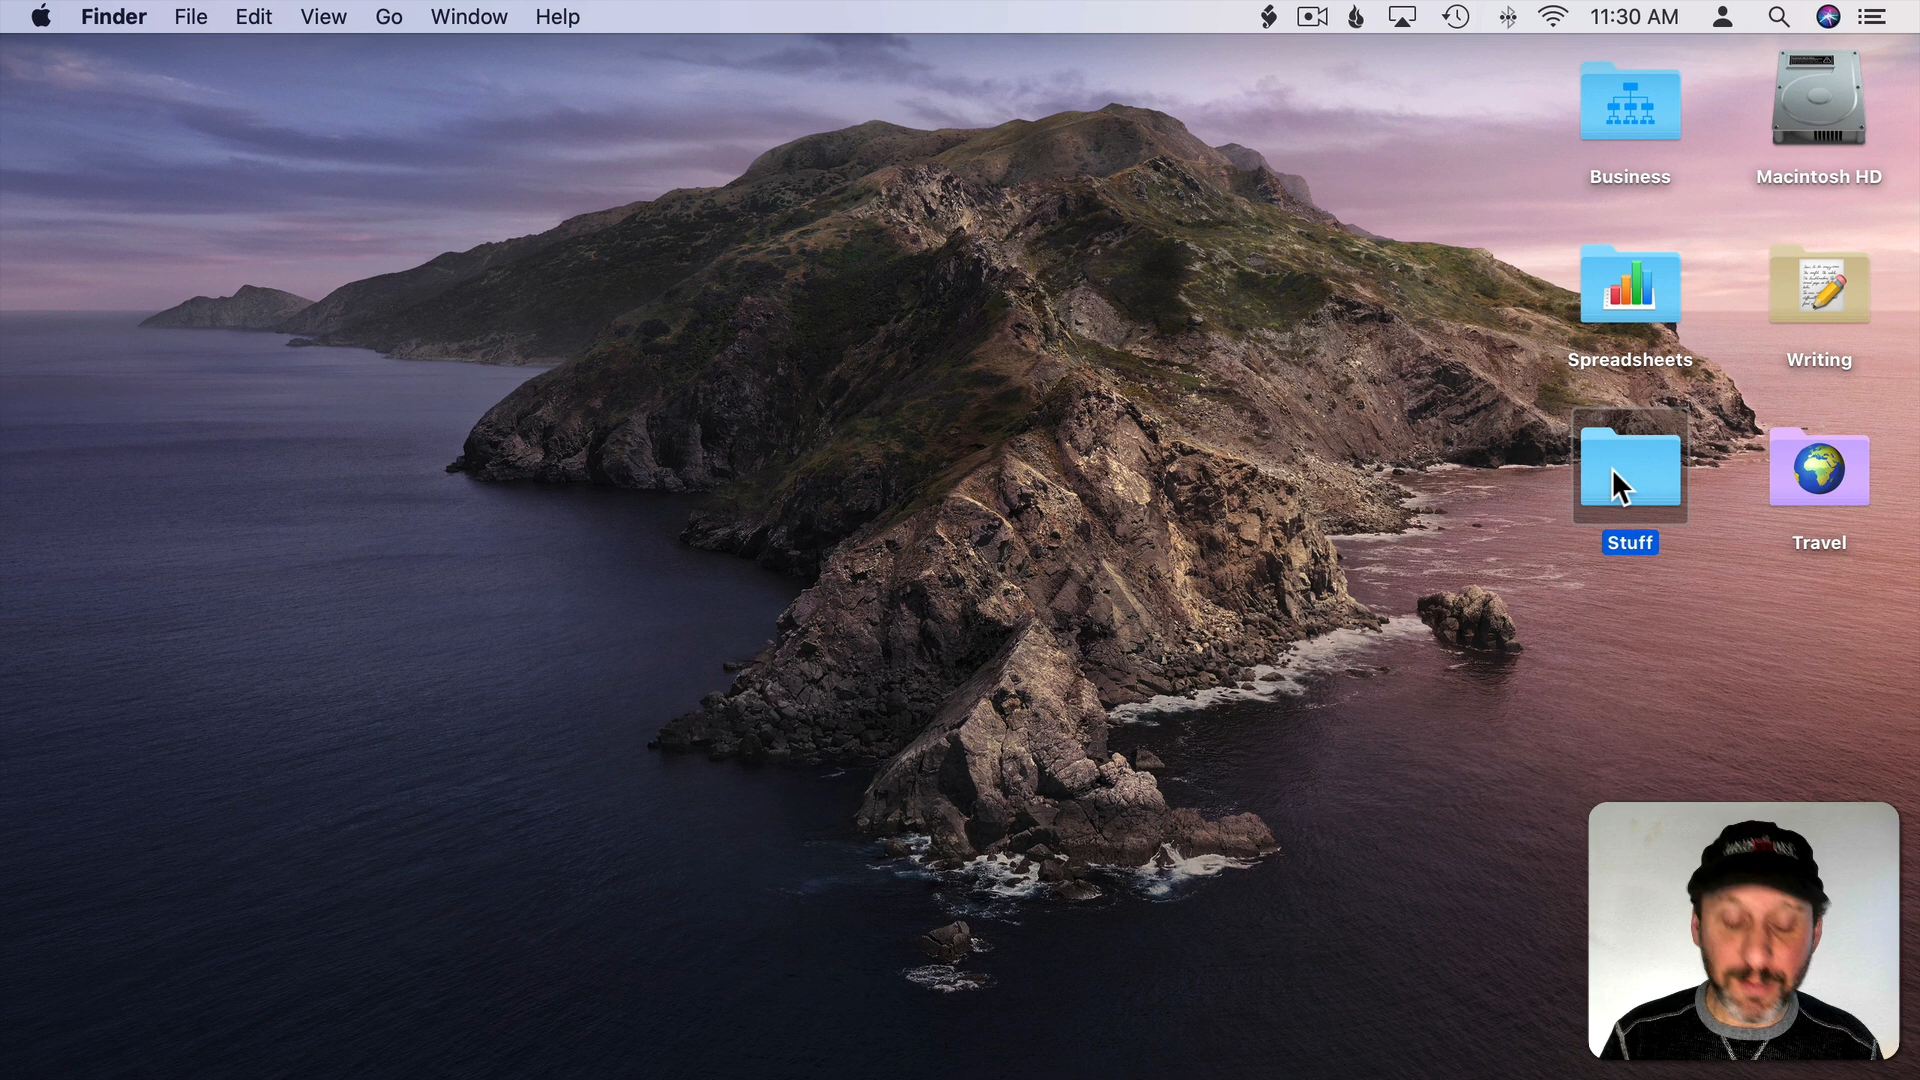 Finder File Edit View Go Window Help 11:30 AM
Business Macintosh HD
Spreadsheets Writing
Stuff Travel